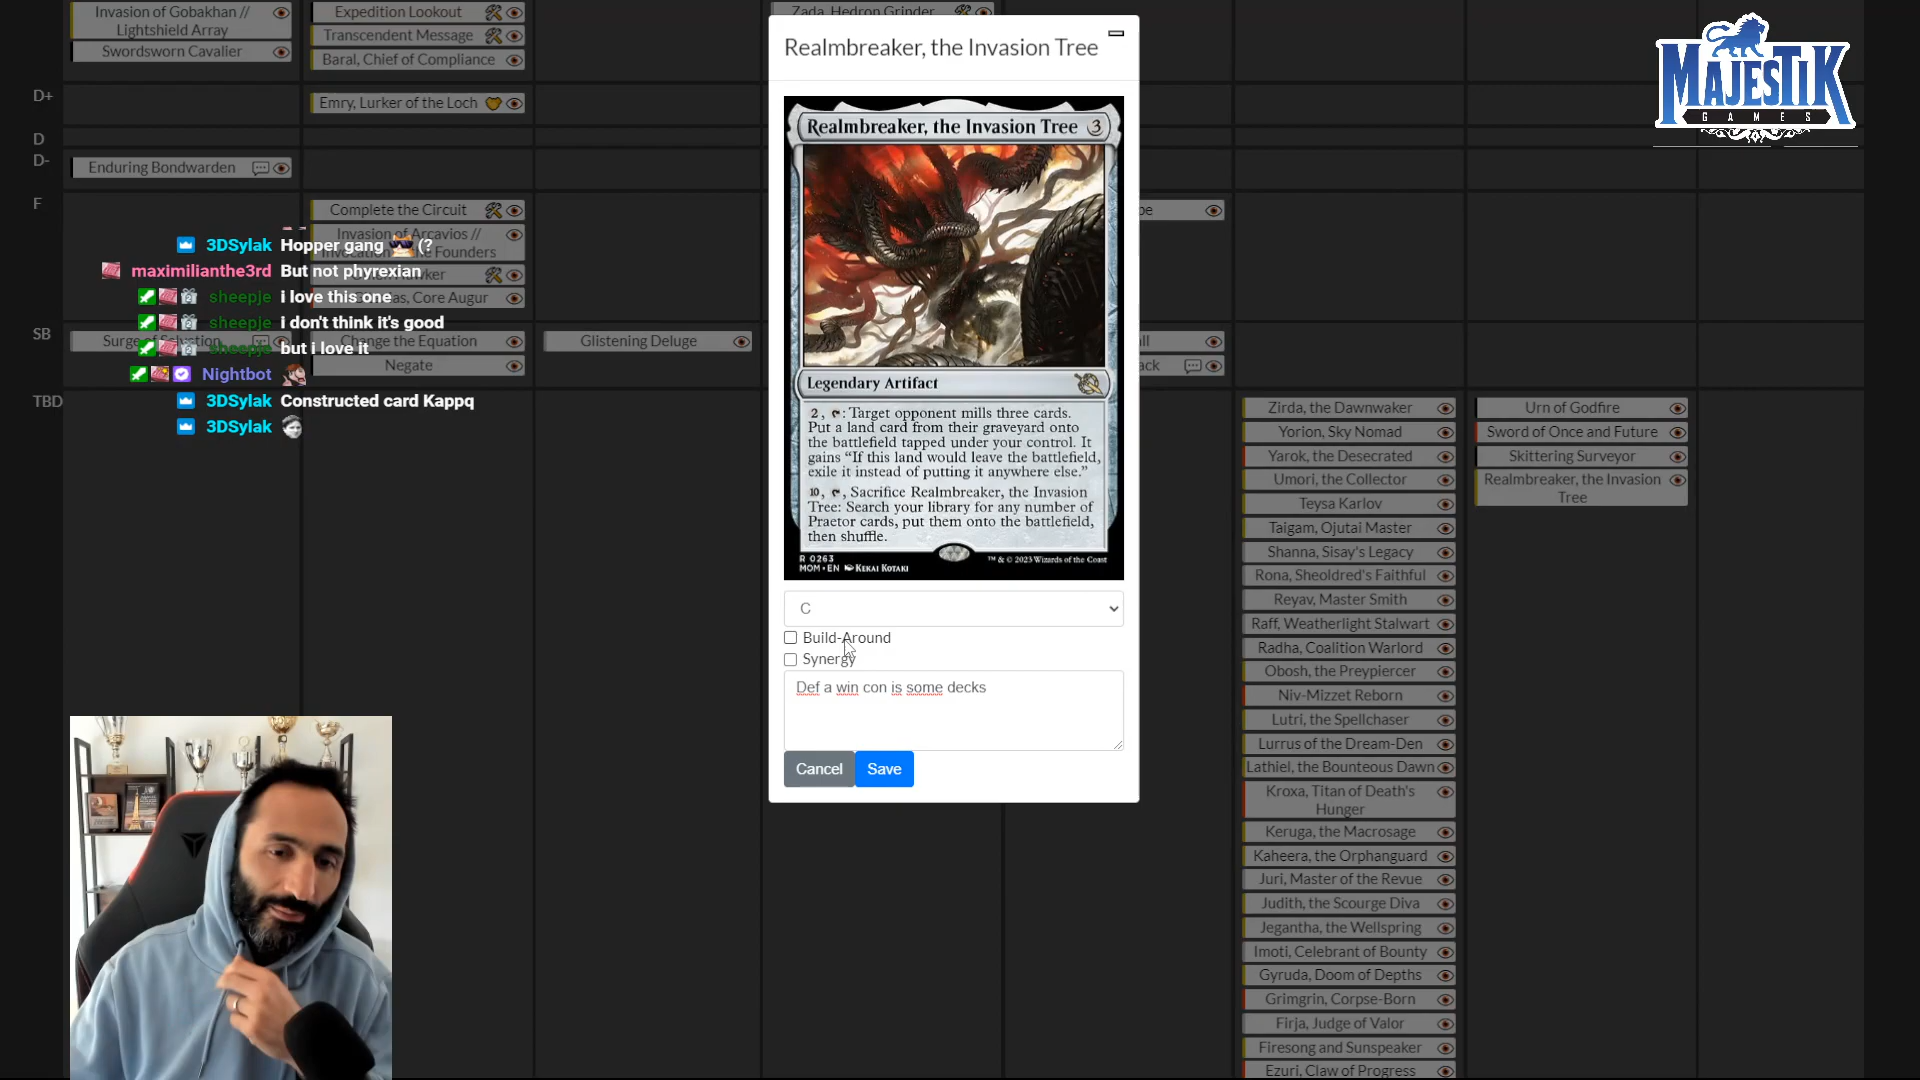 Invasion of Gobakhan //
Lightshield Array
Swordsworn Cavalier
Expedition Lookout
Transcendent Message
Baral, Chief of Compliance
Zada, Hedron Grinder
D+
Emry, Lurker of the Loch
D
D-
Enduring Bondwarden
F
Complete the Circuit
Invasion of Arcavios //
Invocation Founders
as, Core Augur
SB
Change the Equation
Negate
Glistening Deluge
TBD
3DSylak Hopper gang (?
maximilianthe3rd But not phyrexian
sheepje i love this one
sheepje i don't think it's good
sheepje but i love it
Nightbot
3DSylak Constructed card Kappq
3DSylak
Realmbreaker, the Invasion Tree
Realmbreaker, the Invasion Tree 3
Legendary Artifact
2, : Target opponent mills three cards.
Put a land card from their graveyard onto
the battlefield tapped under your control. It
gains “If this land would leave the battlefield,
exile it instead of putting it anywhere else.”
10, , Sacrifice Realmbreaker, the Invasion
Tree: Search your library for any number of
Praetor cards, put them onto the battlefield,
then shuffle.
R 0263
MOM • EN KEKAI KOTAKI
™ & © 2023 Wizards of the Coast
C
Build-Around
Synergy
Def a win con is some decks
Cancel
Save
Zirda, the Dawnwaker
Yorion, Sky Nomad
Yarok, the Desecrated
Umori, the Collector
Teysa Karlov
Taigam, Ojutai Master
Shanna, Sisay's Legacy
Rona, Sheoldred's Faithful
Reyav, Master Smith
Raff, Weatherlight Stalwart
Radha, Coalition Warlord
Obosh, the Preypiercer
Niv-Mizzet Reborn
Lutri, the Spellchaser
Lurrus of the Dream-Den
Lathiel, the Bounteous Dawn
Kroxa, Titan of Death's
Hunger
Keruga, the Macrosage
Kaheera, the Orphanguard
Juri, Master of the Revue
Judith, the Scourge Diva
Jegantha, the Wellspring
Imoti, Celebrant of Bounty
Gyruda, Doom of Depths
Grimgrin, Corpse-Born
Firja, Judge of Valor
Firesong and Sunspeaker
Ezuri, Claw of Progress
Urn of Godfire
Sword of Once and Future
Skittering Surveyor
Realmbreaker, the Invasion
Tree
MAJESTIK
GAMES